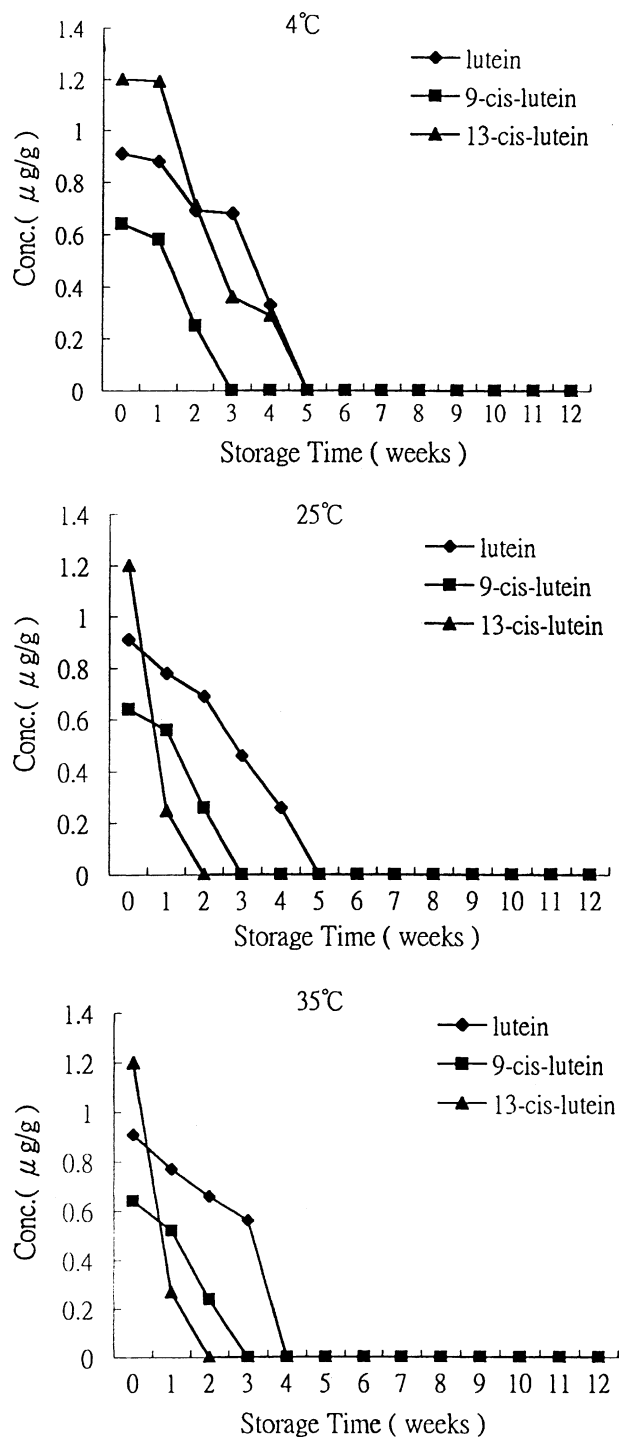 4℃
1.4
1.2
1
0.8
0.6
0.4
0.2
0
Conc.( μ g/g)
lutein
9-cis-lutein
13-cis-lutein
0 1 2 3 4 5 6 7 8 9 10 11 12
Storage Time ( weeks )
25℃
1.4
1.2
1
0.8
0.6
0.4
0.2
0
Conc.( μ g/g)
lutein
9-cis-lutein
13-cis-lutein
0 1 2 3 4 5 6 7 8 9 10 11 12
Storage Time ( weeks )
35℃
1.4
1.2
1
0.8
0.6
0.4
0.2
0
Conc.( μ g/g)
lutein
9-cis-lutein
13-cis-lutein
0 1 2 3 4 5 6 7 8 9 10 11 12
Storage Time ( weeks )